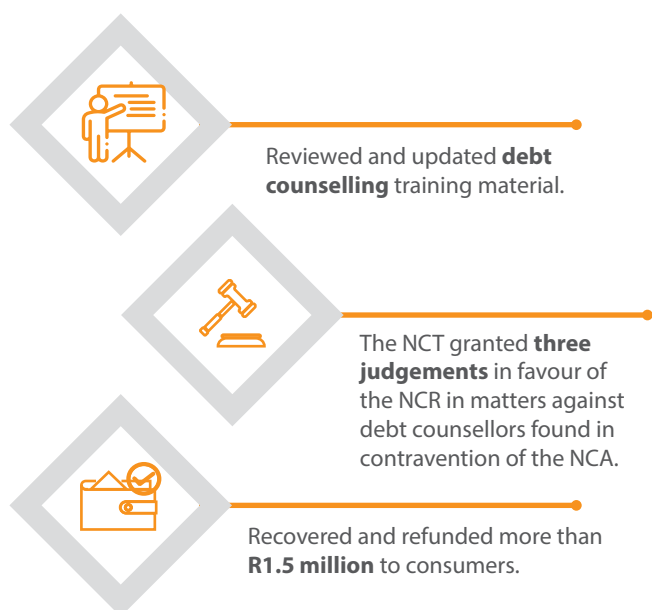 Reviewed and updated debt
counselling training material.
The NCT granted three
judgements in favour of
the NCR in matters against
debt counsellors found in
contravention of the NCA.
Recovered and refunded more than
R1.5 million to consumers.